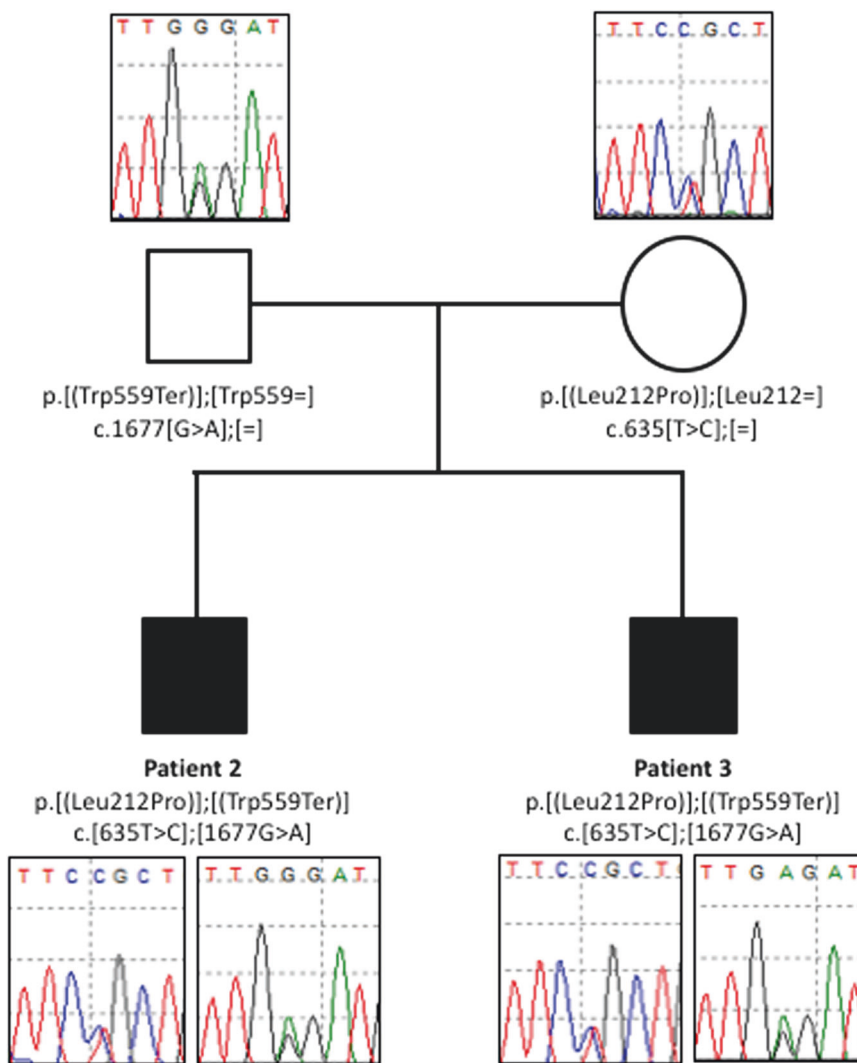 T T G G G A T
T T C C G C T
p.[(Trp559Ter)];[Trp559=]
c.1677[G>A];[=]
p.[(Leu212Pro)];[Leu212=]
c.635[T>C];[=]
Patient 2
p.[(Leu212Pro)];[(Trp559Ter)]
c.[635T>C];[1677G>A]
Patient 3
p.[(Leu212Pro)];[(Trp559Ter)]
c.[635T>C];[1677G>A]
T T C C G C T
T T G G G A T
T T C C G C T
T T G A G A T